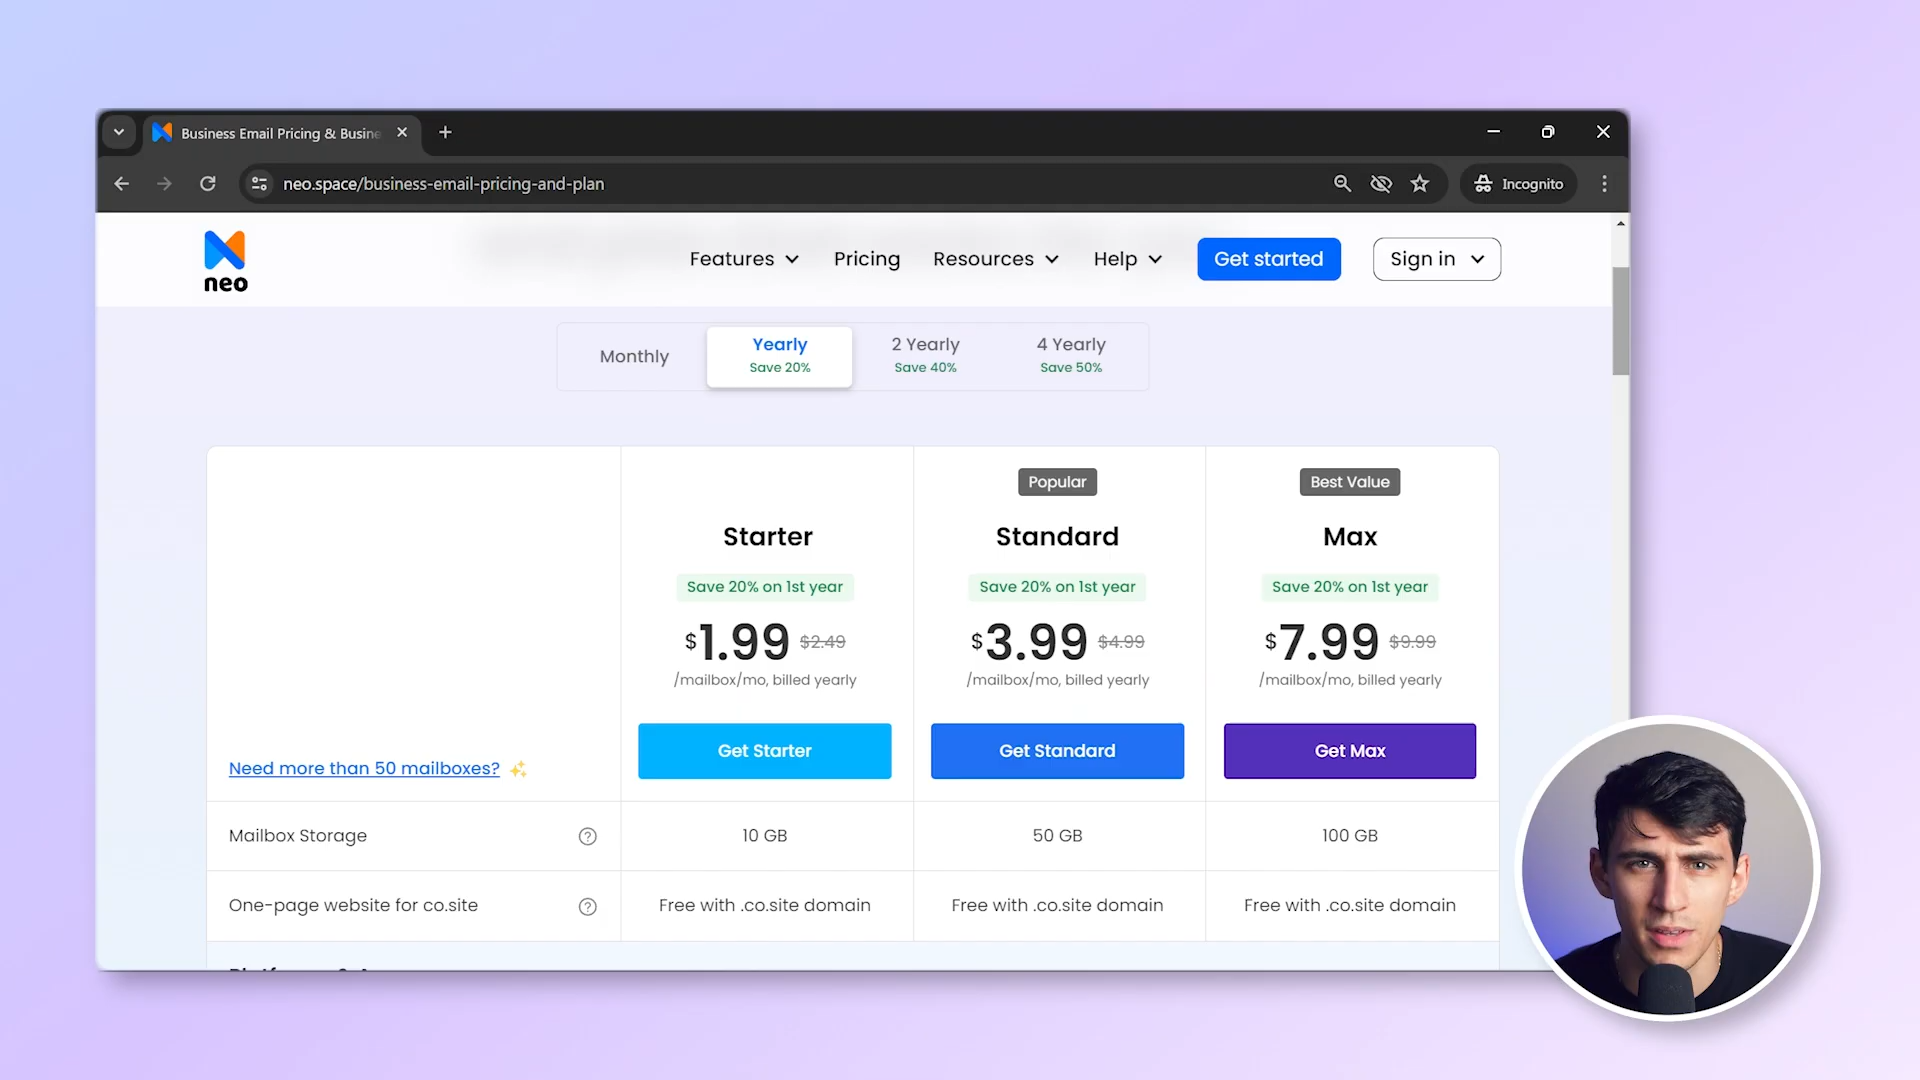 Business Email Pricing & Busine
neo.space/business-email-pricing-and-plan
Incognito
neo
Features
Pricing
Resources
Help
Get started
Sign in
Monthly
Yearly
Save 20%
2 Yearly
Save 40%
4 Yearly
Save 50%
Popular
Best Value
Starter
Standard
Max
Save 20% on 1st year
Save 20% on 1st year
Save 20% on 1st year
$1.99 $2.49
$3.99 $4.99
$7.99 $9.99
/mailbox/mo, billed yearly
/mailbox/mo, billed yearly
/mailbox/mo, billed yearly
Need more than 50 mailboxes?
Get Starter
Get Standard
Get Max
Mailbox Storage
10 GB
50 GB
100 GB
One-page website for co.site
Free with .co.site domain
Free with .co.site domain
Free with .co.site domain